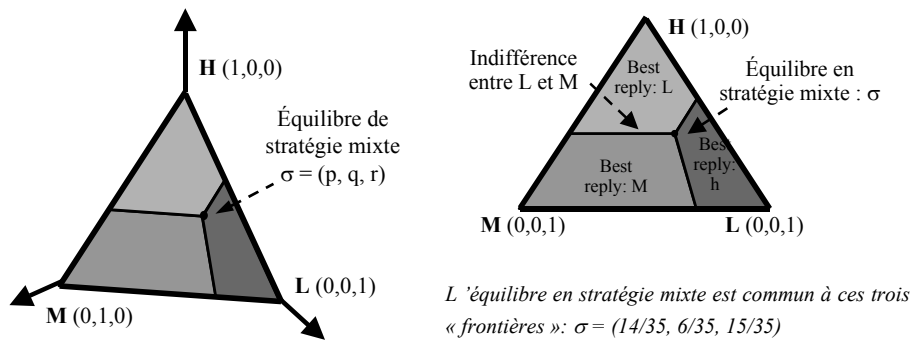 H (1,0,0)
Équilibre de
stratégie mixte
σ = (p, q, r)
L (0,0,1)
M (0,1,0)
H (1,0,0)
Indifférence
entre L et M
Best
reply: L
Équilibre en
stratégie mixte : σ
Best
reply: M
Best
reply:
h
M (0,0,1)
L (0,0,1)
L ’équilibre en stratégie mixte est commun à ces trois
« frontières »: σ = (14/35, 6/35, 15/35)